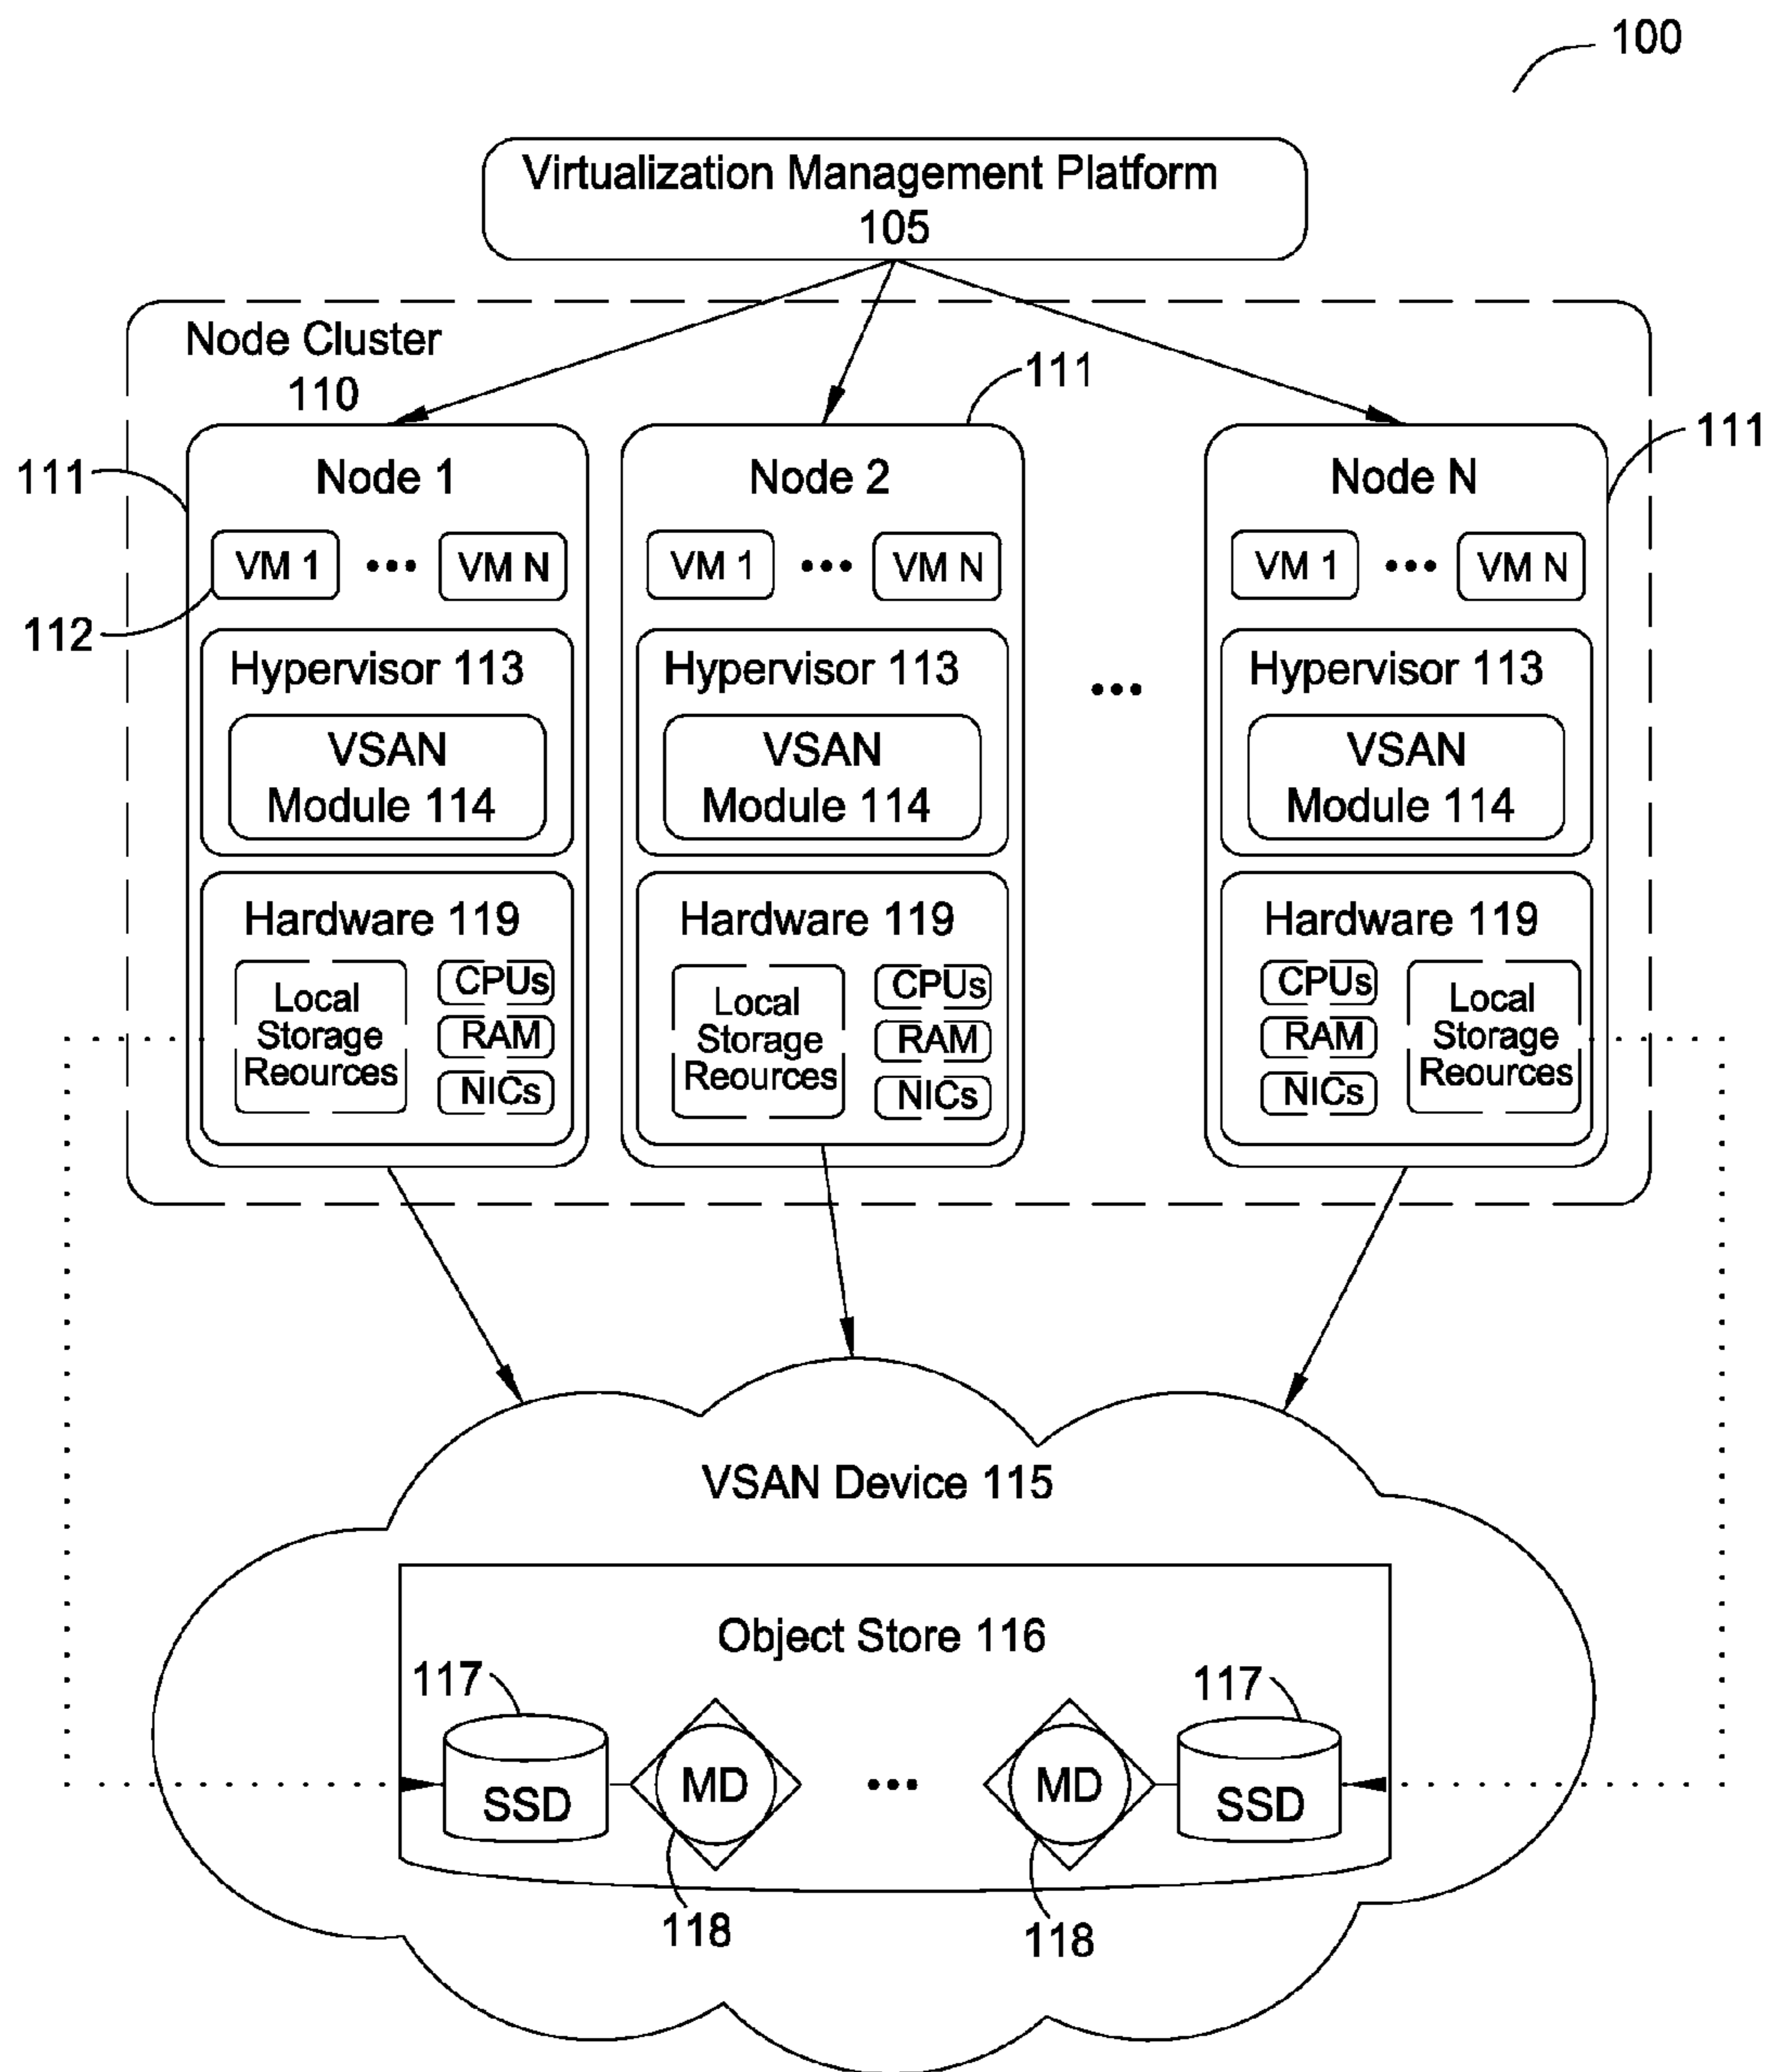 100
Virtualization Management Platform
105
Node Cluster
110
111
111
111
Node 1
VM 1 ••• VM N
112
Hypervisor 113
VSAN
Module 114
Hardware 119
Local
Storage
Reources
CPUs
RAM
NICs
Node 2
VM 1 ••• VM N
Hypervisor 113
VSAN
Module 114
Hardware 119
Local
Storage
Reources
CPUs
RAM
NICs
•••
Node N
VM 1 ••• VM N
Hypervisor 113
VSAN
Module 114
Hardware 119
CPUs
RAM
NICs
Local
Storage
Reources
VSAN Device 115
Object Store 116
117
117
SSD
MD
•••
MD
SSD
118
118